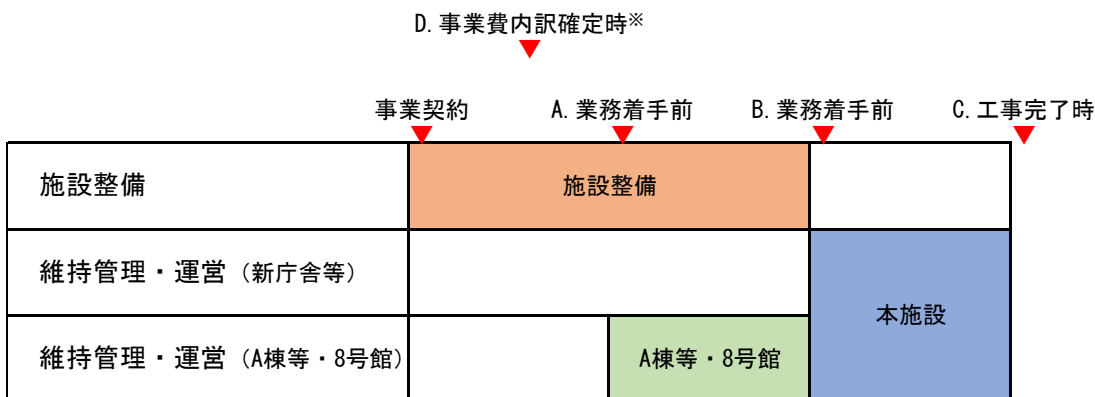 D.事業費内訳確定時※
事業契約
A.業務着手前
B.業務着手前
C.工事完了時
施設整備
施設整備
維持管理・運営（新庁舎等）
本施設
維持管理・運営（A棟等・8号館）
A棟等・8号館